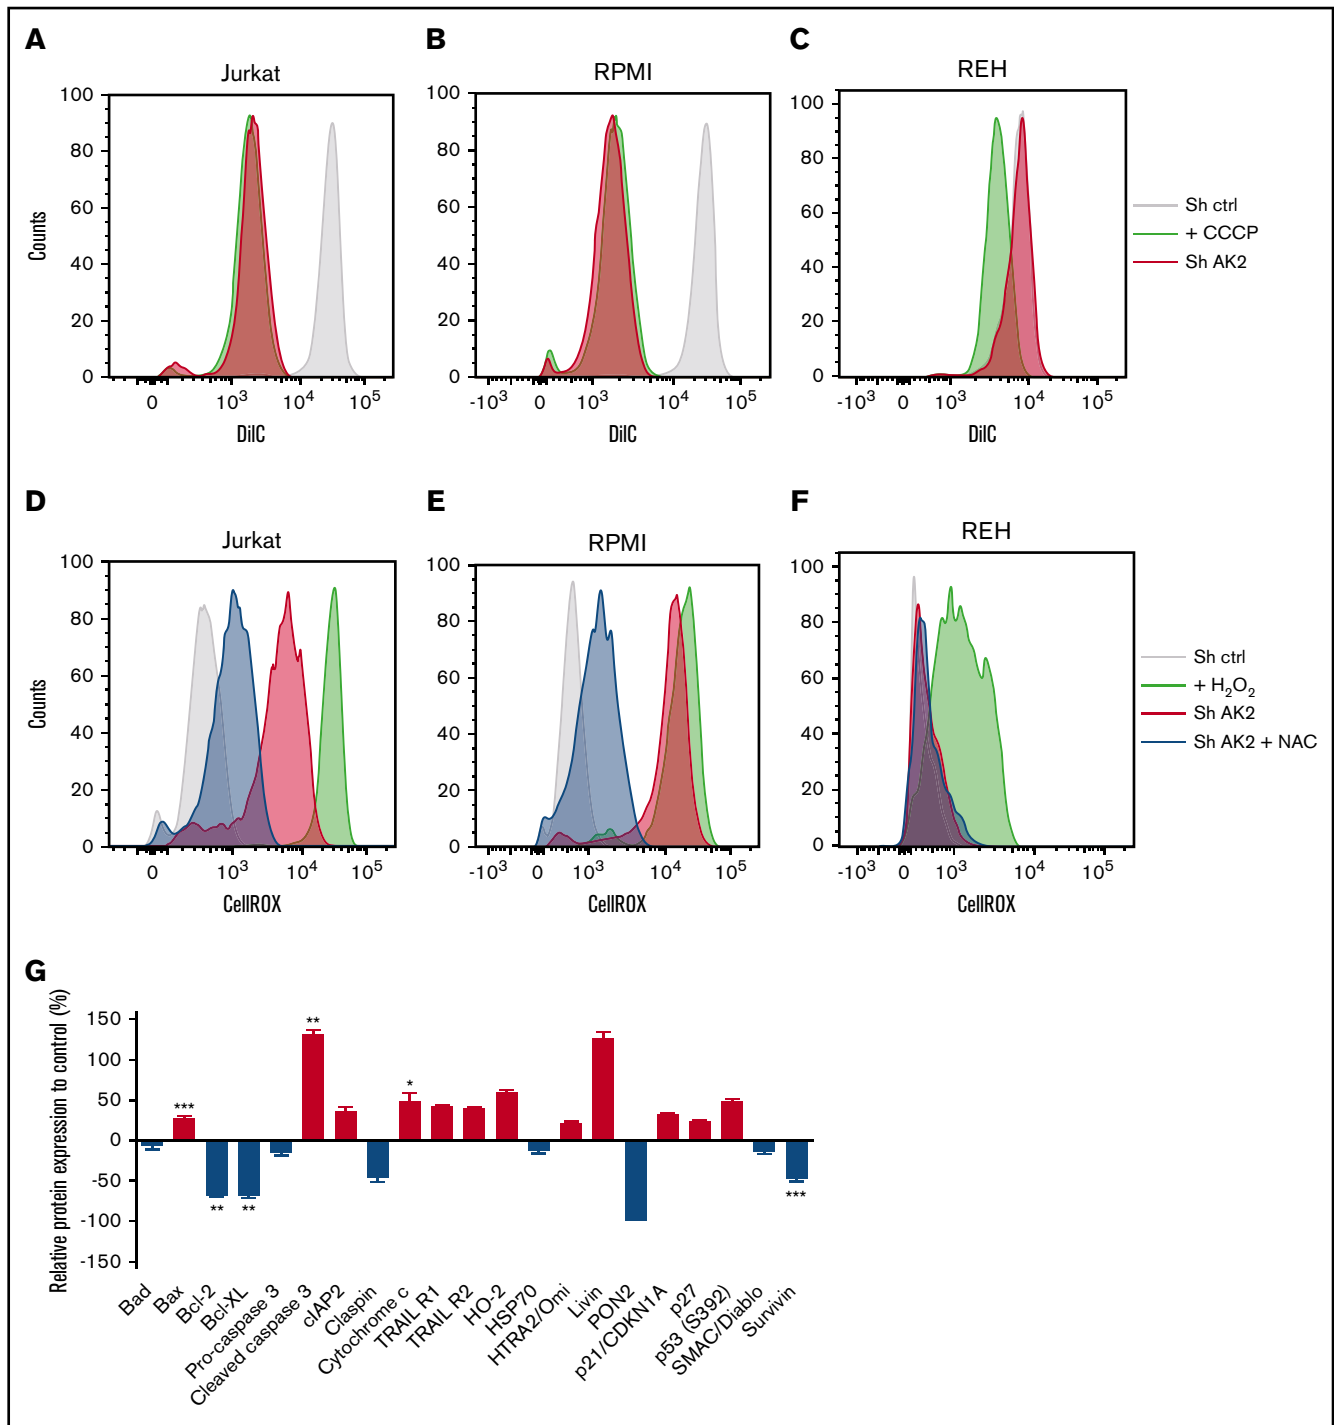 A
B
C
Jurkat
RPMI
REH
100
80
60
40
20
0
Counts
0
10³
10⁴
10⁵
DilC
100
80
60
40
20
0
-10³
0
10³
10⁴
10⁵
DilC
100
80
60
40
20
0
-10³
0
10³
10⁴
10⁵
DilC
Sh ctrl
+ CCCP
Sh AK2
D
E
F
Jurkat
RPMI
REH
100
80
60
40
20
0
Counts
0
10³
10⁴
10⁵
CellROX
100
80
60
40
20
0
-10³
0
10³
10⁴
10⁵
CellROX
100
80
60
40
20
0
-10³
0
10³
10⁴
10⁵
CellROX
Sh ctrl
+ H₂O₂
Sh AK2
Sh AK2 + NAC
G
Relative protein expression to control (%)
150
100
50
0
-50
-100
-150
***
**
**
**
*
***
Bad
Bax
Bcl-2
Bcl-XL
Pro-caspase 3
Cleaved caspase 3
cIAP2
Claspin
Cytochrome c
TRAIL R1
TRAIL R2
HO-2
HSP70
HTRA2/Omi
Livin
PON2
p21/CDKN1A
p27
p53 (S392)
SMAC/Diablo
Survivin